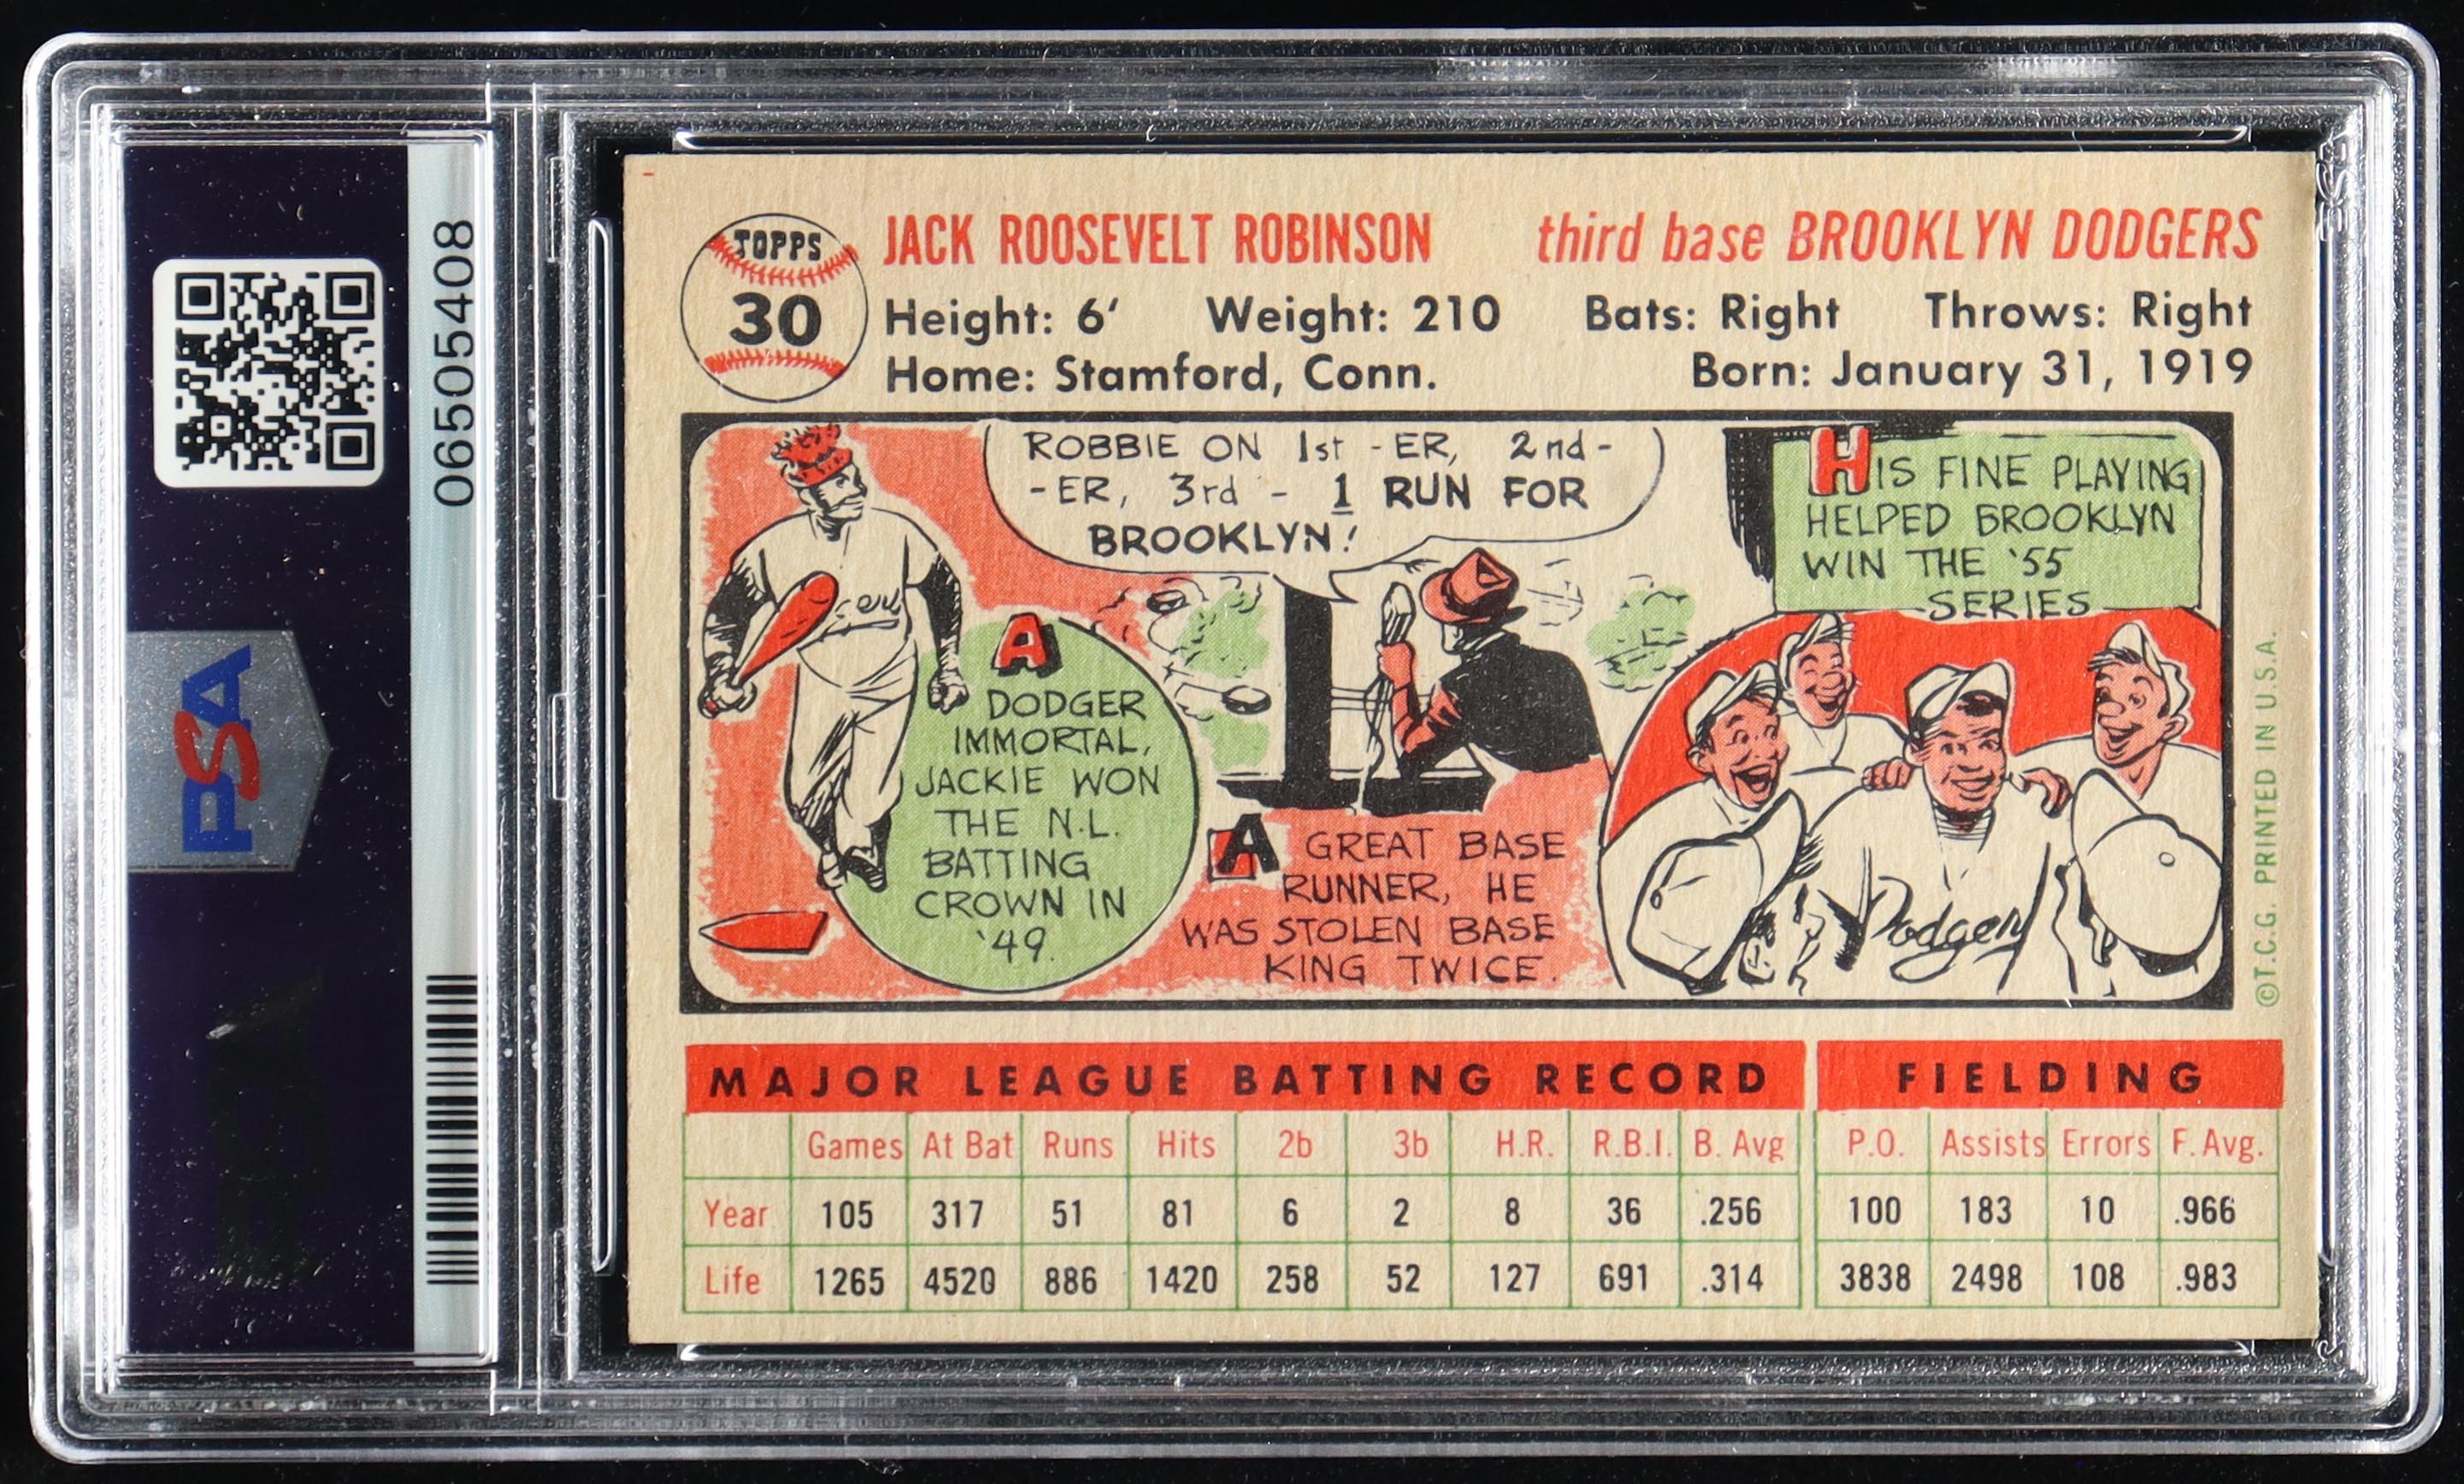 06505408
PSA
TOPPS
30
JACK ROOSEVELT ROBINSON third base BROOKLYN DODGERS
Height: 6' Weight: 210 Bats: Right Throws: Right
Home: Stamford, Conn. Born: January 31, 1919
ROBBIE ON 1st - ER, 2nd -
- ER, 3rd - 1 RUN FOR
BROOKLYN!
A
DODGER
IMMORTAL,
JACKIE WON
THE N.L.
BATTING
CROWN IN
'49.
A GREAT BASE
RUNNER, HE
WAS STOLEN BASE
KING TWICE.
HIS FINE PLAYING
HELPED BROOKLYN
WIN THE '55
SERIES
Dodgers
©T.C.G. PRINTED IN U.S.A.
MAJOR LEAGUE BATTING RECORD FIELDING
Games At Bat Runs Hits 2b 3b H.R. R.B.I. B. Avg P.O. Assists Errors F. Avg.
Year 105 317 51 81 6 2 8 36 .256 100 183 10 .966
Life 1265 4520 886 1420 258 52 127 691 .314 3838 2498 108 .983